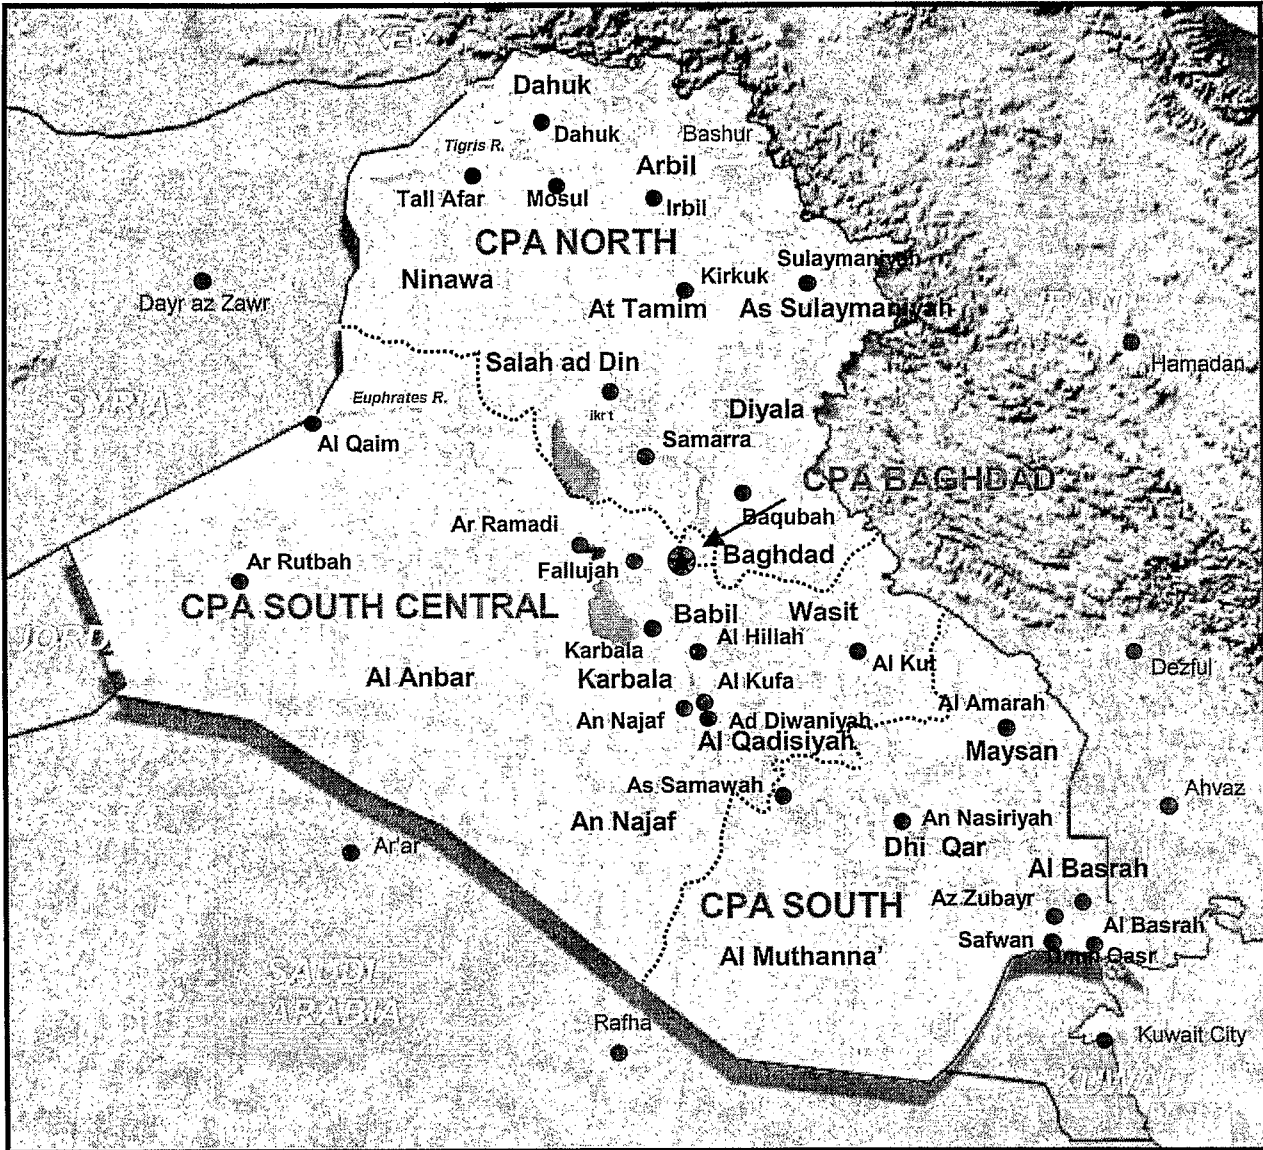 TURKEY
Dahuk
Dahuk
Bashur
Tigris R.
Arbil
Tall Afar
Mosul
Irbil
CPA NORTH
Sulaymaniyah
Ninawa
Kirkuk
Dayr az Zawr
At Tamim
As Sulaymaniyah
IRAN
Hamadan
Salah ad Din
SYRIA
Euphrates R.
ikrt
Diyala
Al Qaim
Samarra
CPA BAGHDAD
Baqubah
Ar Ramadi
Ar Rutbah
Fallujah
Baghdad
CPA SOUTH CENTRAL
Babil
Wasit
Al Hillah
Karbala
Al Kut
Dezful
Al Anbar
Karbala
Al Kufa
An Najaf
Ad Diwaniyah
Al Amarah
Al Qadisiyah
Maysan
As Samawah
Ahvaz
An Najaf
An Nasiriyah
Dhi Qar
Ar'ar
Al Basrah
Az Zubayr
CPA SOUTH
Al Basrah
Safwan
Al Muthanna'
Umm Qasr
SAUDI
ARABIA
Rafha
Kuwait City
KUWAIT